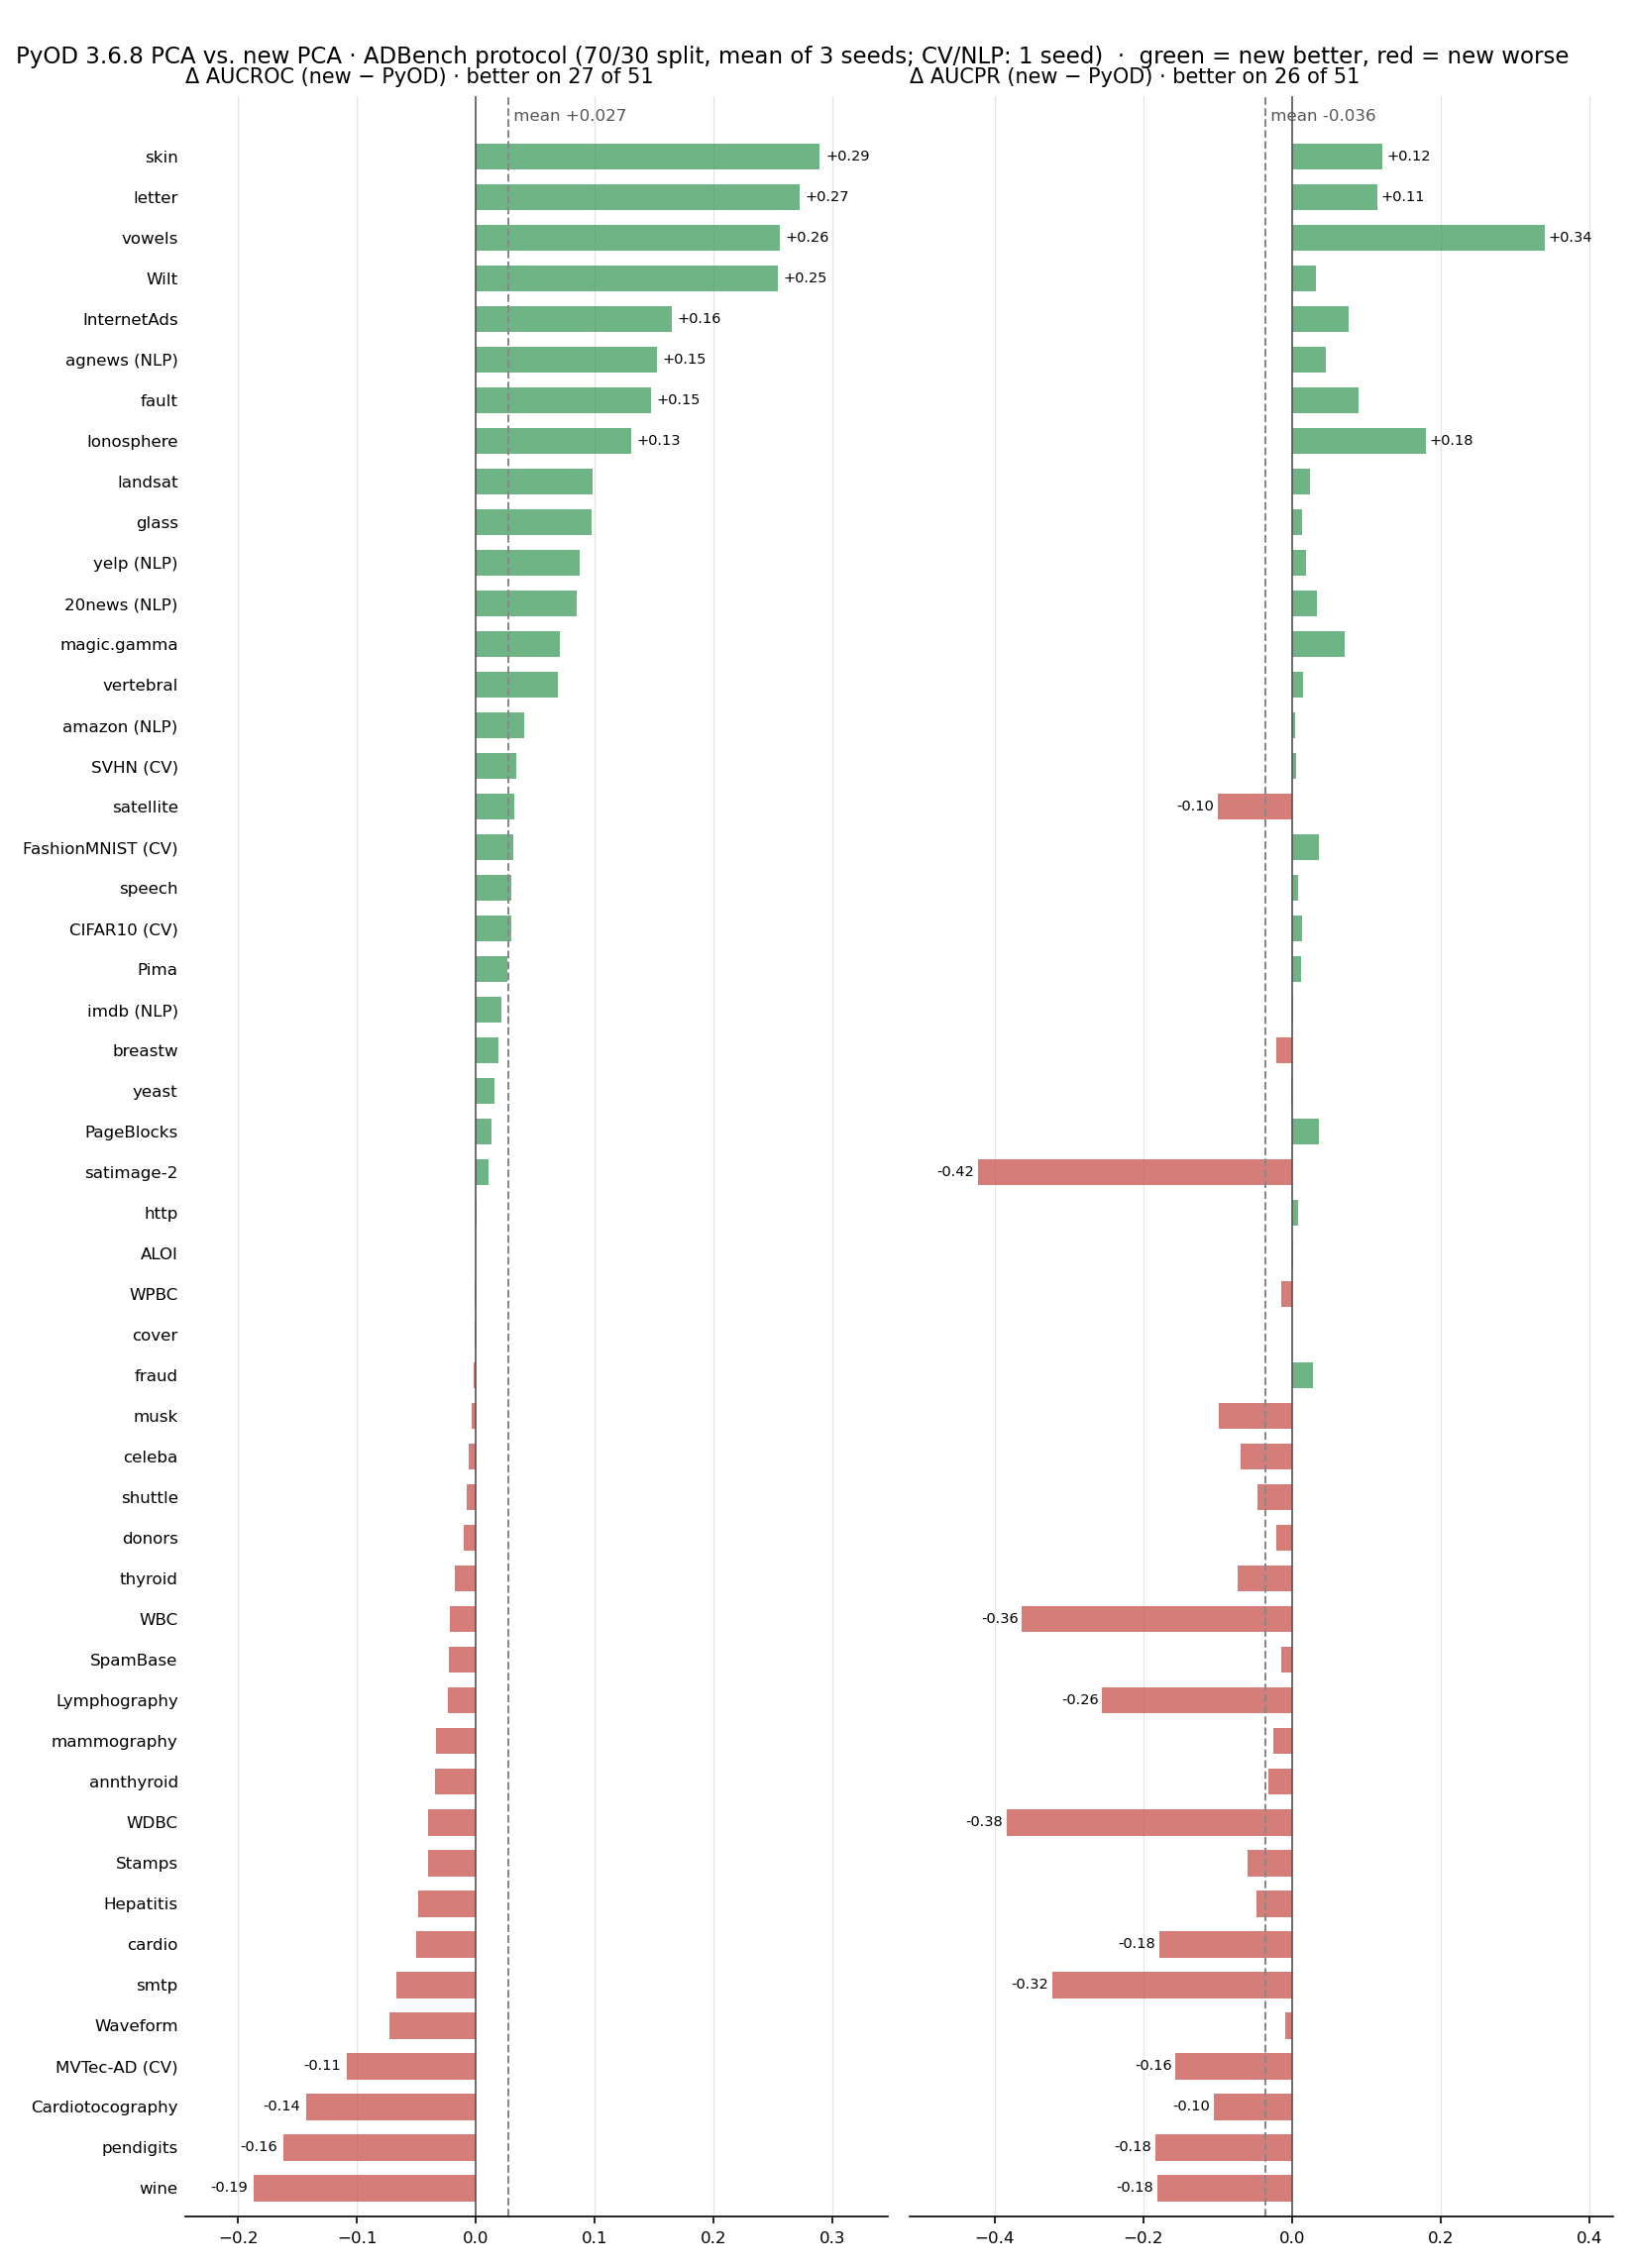 PyOD 3.6.8 PCA vs. new PCA · ADBench protocol (70/30 split, mean of 3 seeds; CV/NLP: 1 seed) · green = new better, red = new worse
Δ AUCROC (new − PyOD) · better on 27 of 51
Δ AUCPR (new − PyOD) · better on 26 of 51
mean +0.027
mean -0.036
skin +0.29 +0.12
letter +0.27 +0.11
vowels +0.26 +0.34
Wilt +0.25
InternetAds +0.16
agnews (NLP) +0.15
fault +0.15
Ionosphere +0.13 +0.18
landsat
glass
yelp (NLP)
20news (NLP)
magic.gamma
vertebral
amazon (NLP)
SVHN (CV)
satellite -0.10
FashionMNIST (CV)
speech
CIFAR10 (CV)
Pima
imdb (NLP)
breastw
yeast
PageBlocks
satimage-2 -0.42
http
ALOI
WPBC
cover
fraud
musk
celeba
shuttle
donors
thyroid
WBC -0.36
SpamBase
Lymphography -0.26
mammography
annthyroid
WDBC -0.38
Stamps
Hepatitis
cardio -0.18
smtp -0.32
Waveform
MVTec-AD (CV) -0.11 -0.16
Cardiotocography -0.14 -0.10
pendigits -0.16 -0.18
wine -0.19 -0.18
−0.2 −0.1 0.0 0.1 0.2 0.3
−0.4 −0.2 0.0 0.2 0.4